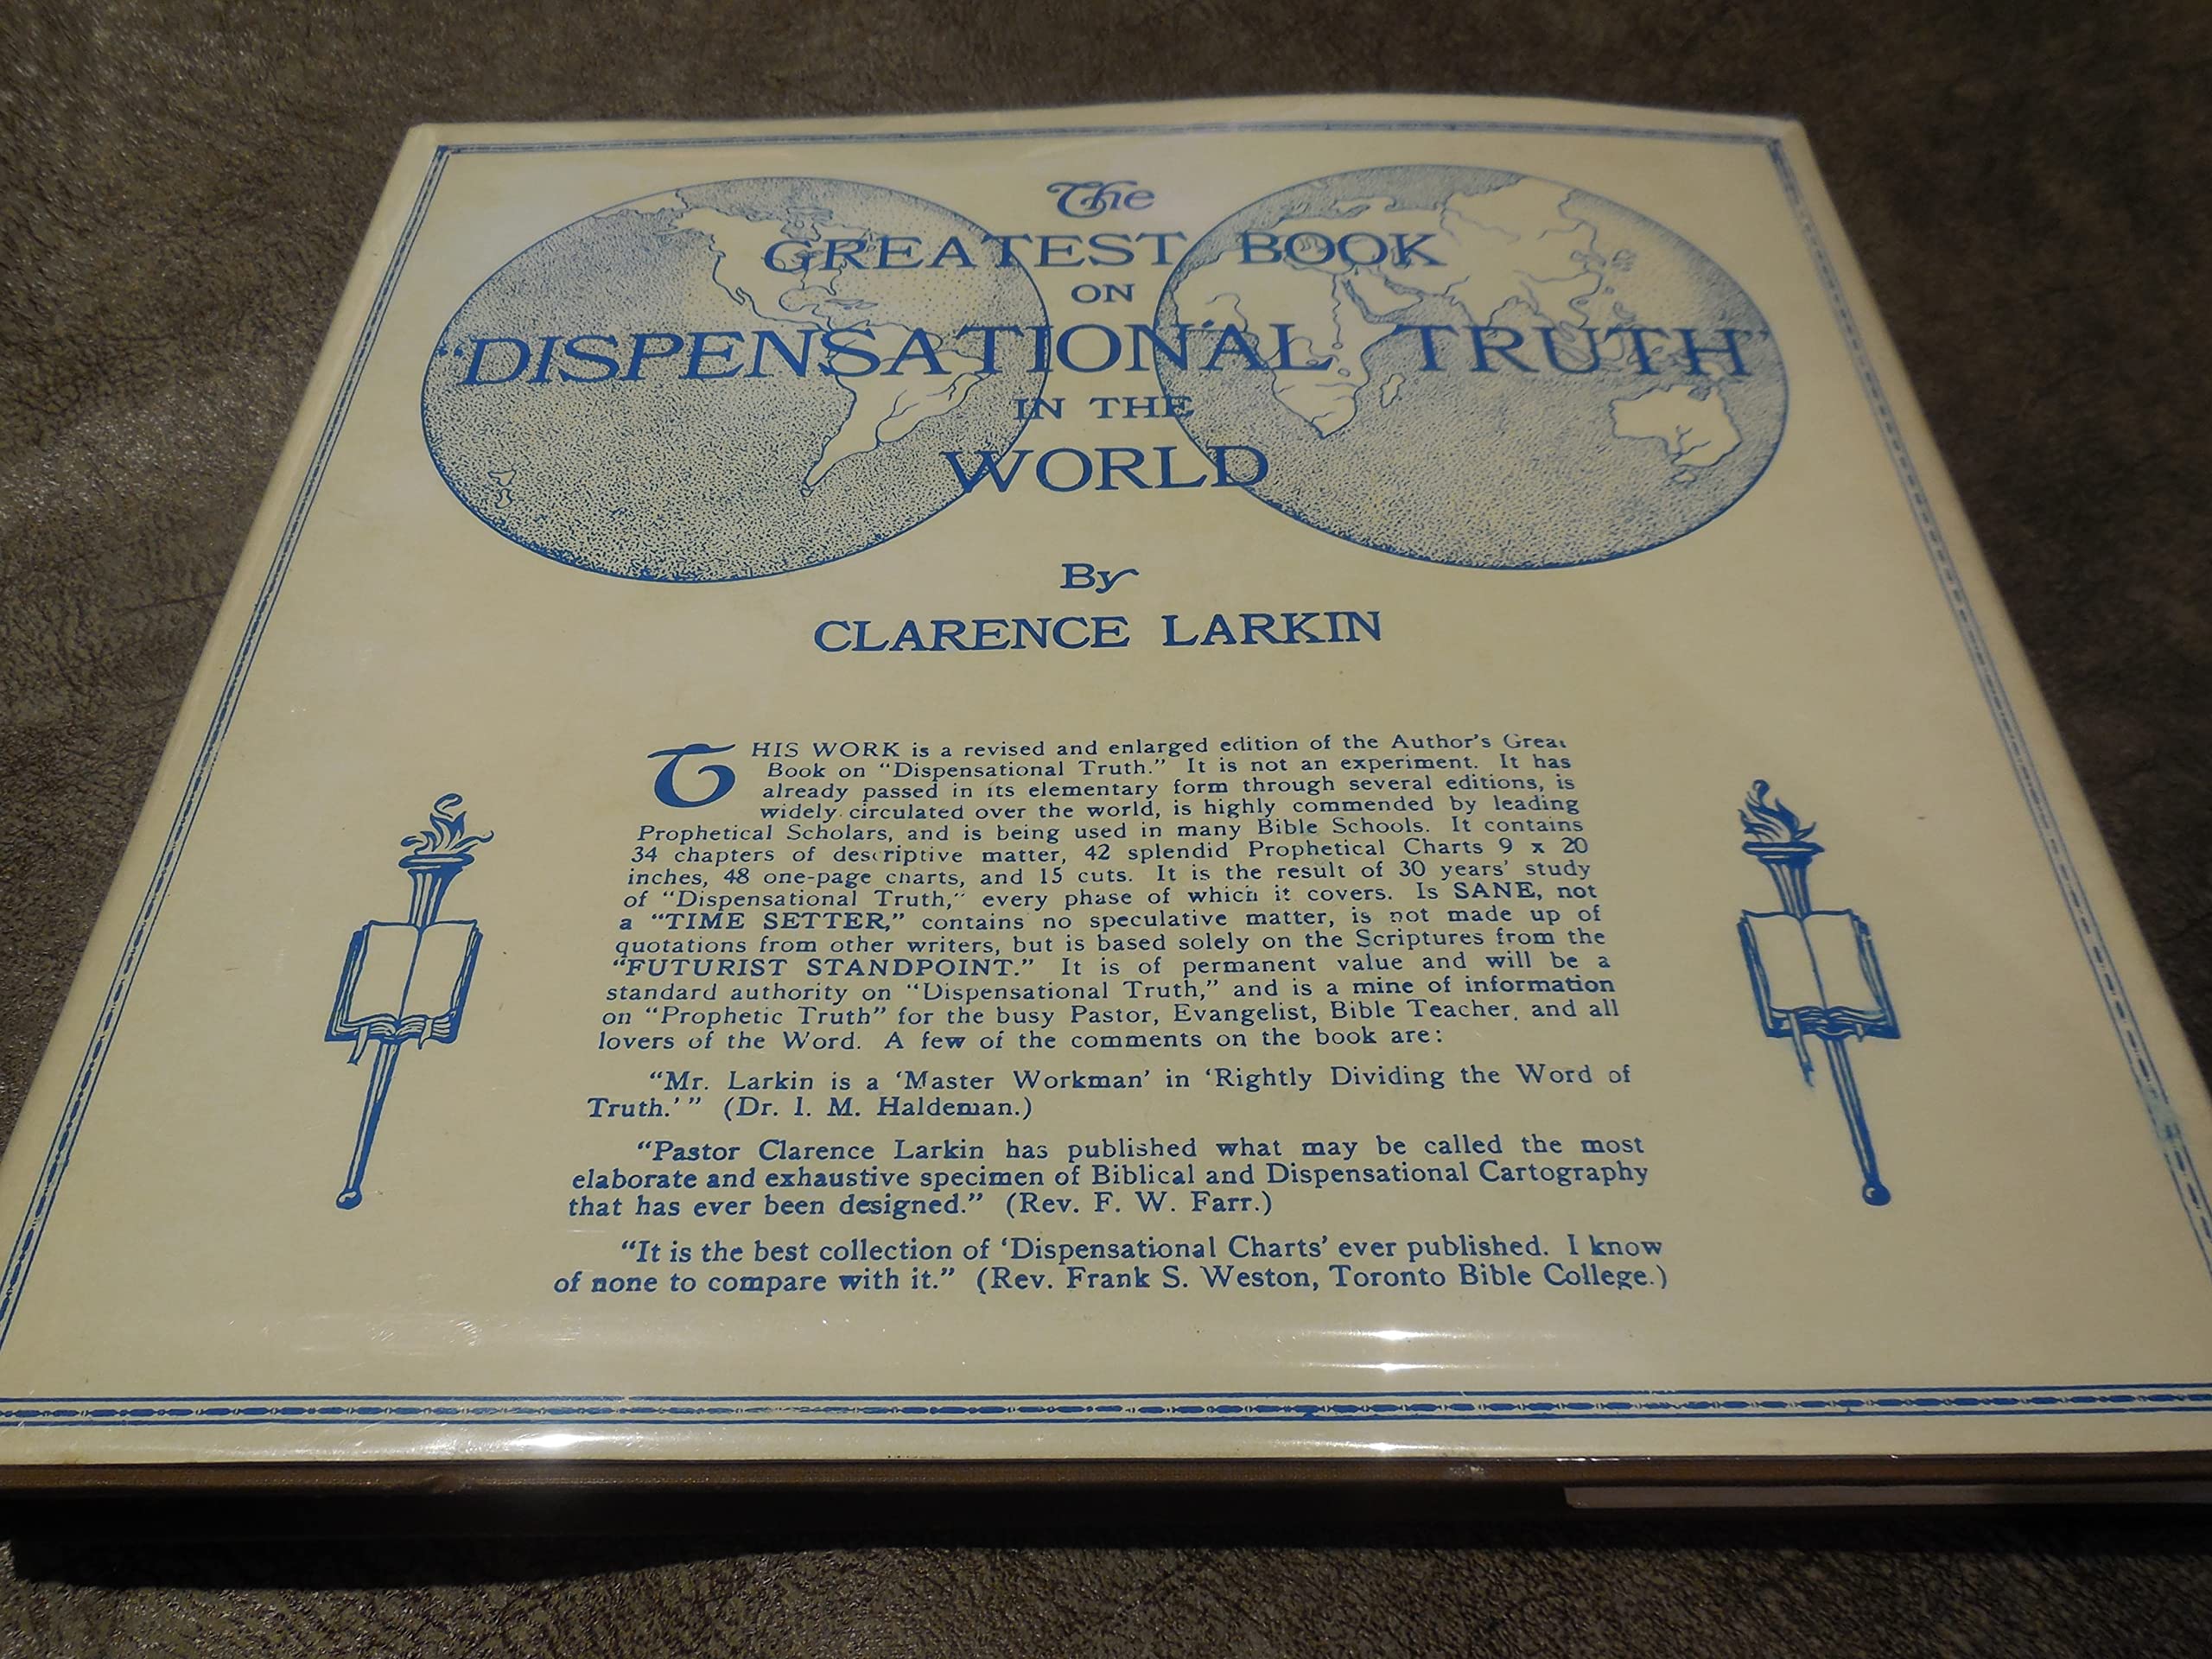 The
GREATEST BOOK
ON
"DISPENSATIONAL TRUTH"
IN THE
WORLD
By
CLARENCE LARKIN
THIS WORK is a revised and enlarged edition of the Author's Great
Book on "Dispensational Truth." It is not an experiment. It has
already passed in its elementary form through several editions, is
widely circulated over the world, is highly commended by leading
Prophetical Scholars, and is being used in many Bible Schools. It contains
34 chapters of descriptive matter, 42 splendid Prophetical Charts 9 x 20
inches, 48 one-page charts, and 15 cuts. It is the result of 30 years' study
of "Dispensational Truth," every phase of which it covers. Is SANE, not
a "TIME SETTER," contains no speculative matter, is not made up of
quotations from other writers, but is based solely on the Scriptures from the
"FUTURIST STANDPOINT." It is of permanent value and will be a
standard authority on "Dispensational Truth," and is a mine of information
on "Prophetic Truth" for the busy Pastor, Evangelist, Bible Teacher, and all
lovers of the Word. A few of the comments on the book are:
"Mr. Larkin is a 'Master Workman' in 'Rightly Dividing the Word of
Truth.'" (Dr. I. M. Haldeman.)
"Pastor Clarence Larkin has published what may be called the most
elaborate and exhaustive specimen of Biblical and Dispensational Cartography
that has ever been designed." (Rev. F. W. Farr.)
"It is the best collection of 'Dispensational Charts' ever published. I know
of none to compare with it." (Rev. Frank S. Weston, Toronto Bible College.)